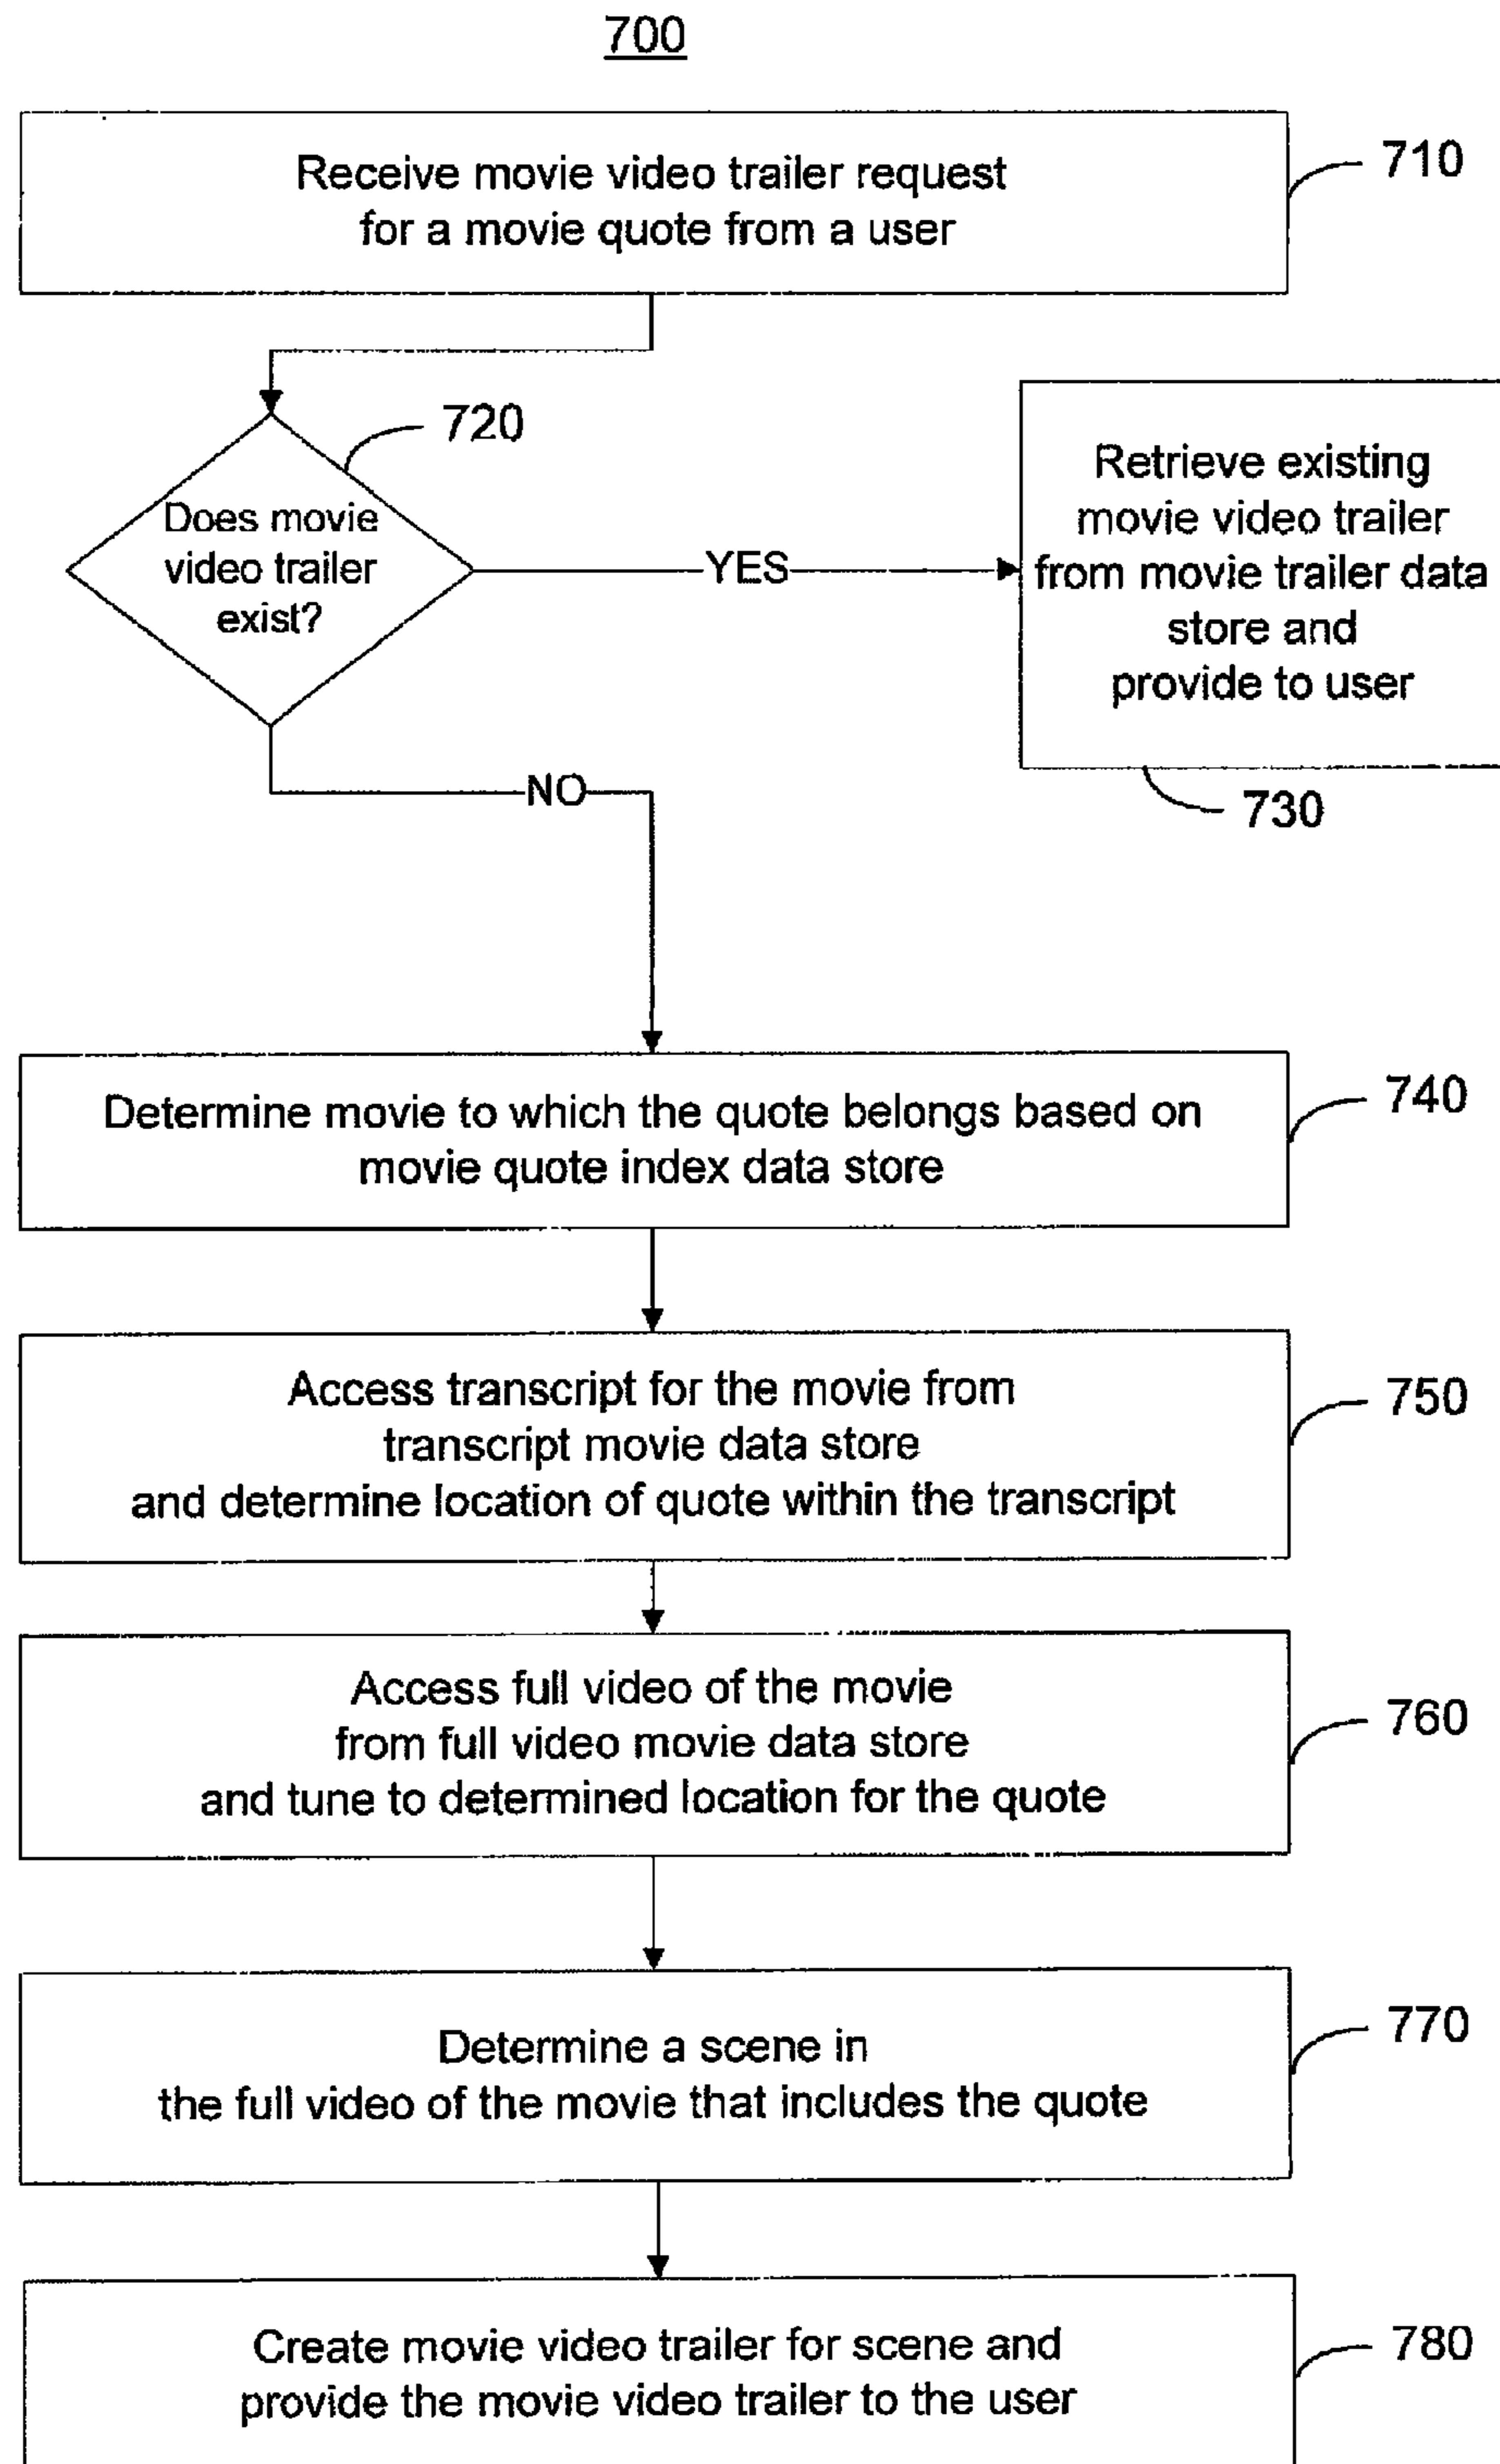 700
Receive movie video trailer request
for a movie quote from a user
710
720
Does movie
video trailer
exist?
YES
Retrieve existing
movie video trailer
from movie trailer data
store and
provide to user
730
NO
Determine movie to which the quote belongs based on
movie quote index data store
740
Access transcript for the movie from
transcript movie data store
and determine location of quote within the transcript
750
Access full video of the movie
from full video movie data store
and tune to determined location for the quote
760
Determine a scene in
the full video of the movie that includes the quote
770
Create movie video trailer for scene and
provide the movie video trailer to the user
780